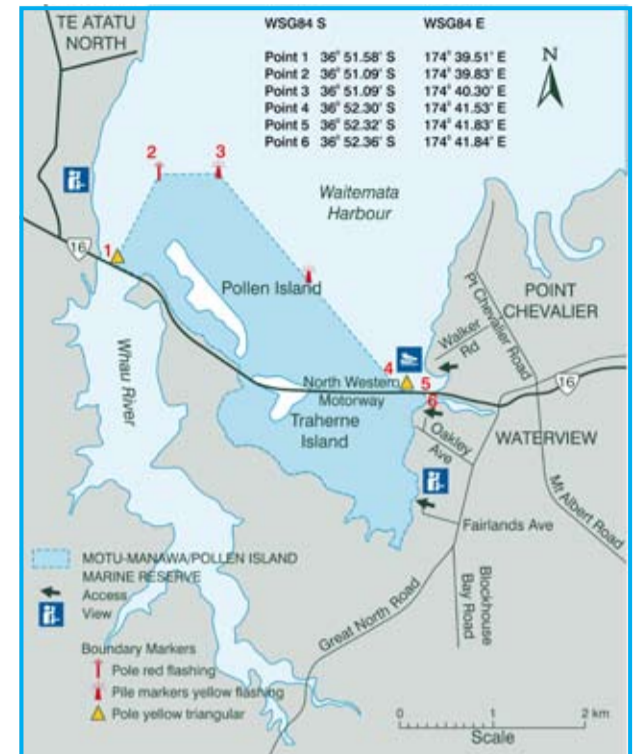 TE ATATU
NORTH
WSG84 S WSG84 E
Point 1 36° 51.58' S 174° 39.51' E
Point 2 36° 51.09' S 174° 39.83' E
Point 3 36° 51.09' S 174° 40.30' E
Point 4 36° 52.30' S 174° 41.53' E
Point 5 36° 52.32' S 174° 41.83' E
Point 6 36° 52.36' S 174° 41.84' E
N
2
3
Waitemata
Harbour
16
1
Pollen Island
POINT
CHEVALIER
Pt Chevalier Road
Walker
Rd
Whau River
4
5
6
16
North Western
Motorway
Traherne
Island
Oakley
Ave
WATERVIEW
Mt Albert Road
Fairlands Ave
Great North Road
Blockhouse
Bay Road
MOTU-MANAWA/POLLEN ISLAND
MARINE RESERVE
Access
View
Boundary Markers
Pole red flashing
Pile markers yellow flashing
Pole yellow triangular
0 1 2 km
Scale